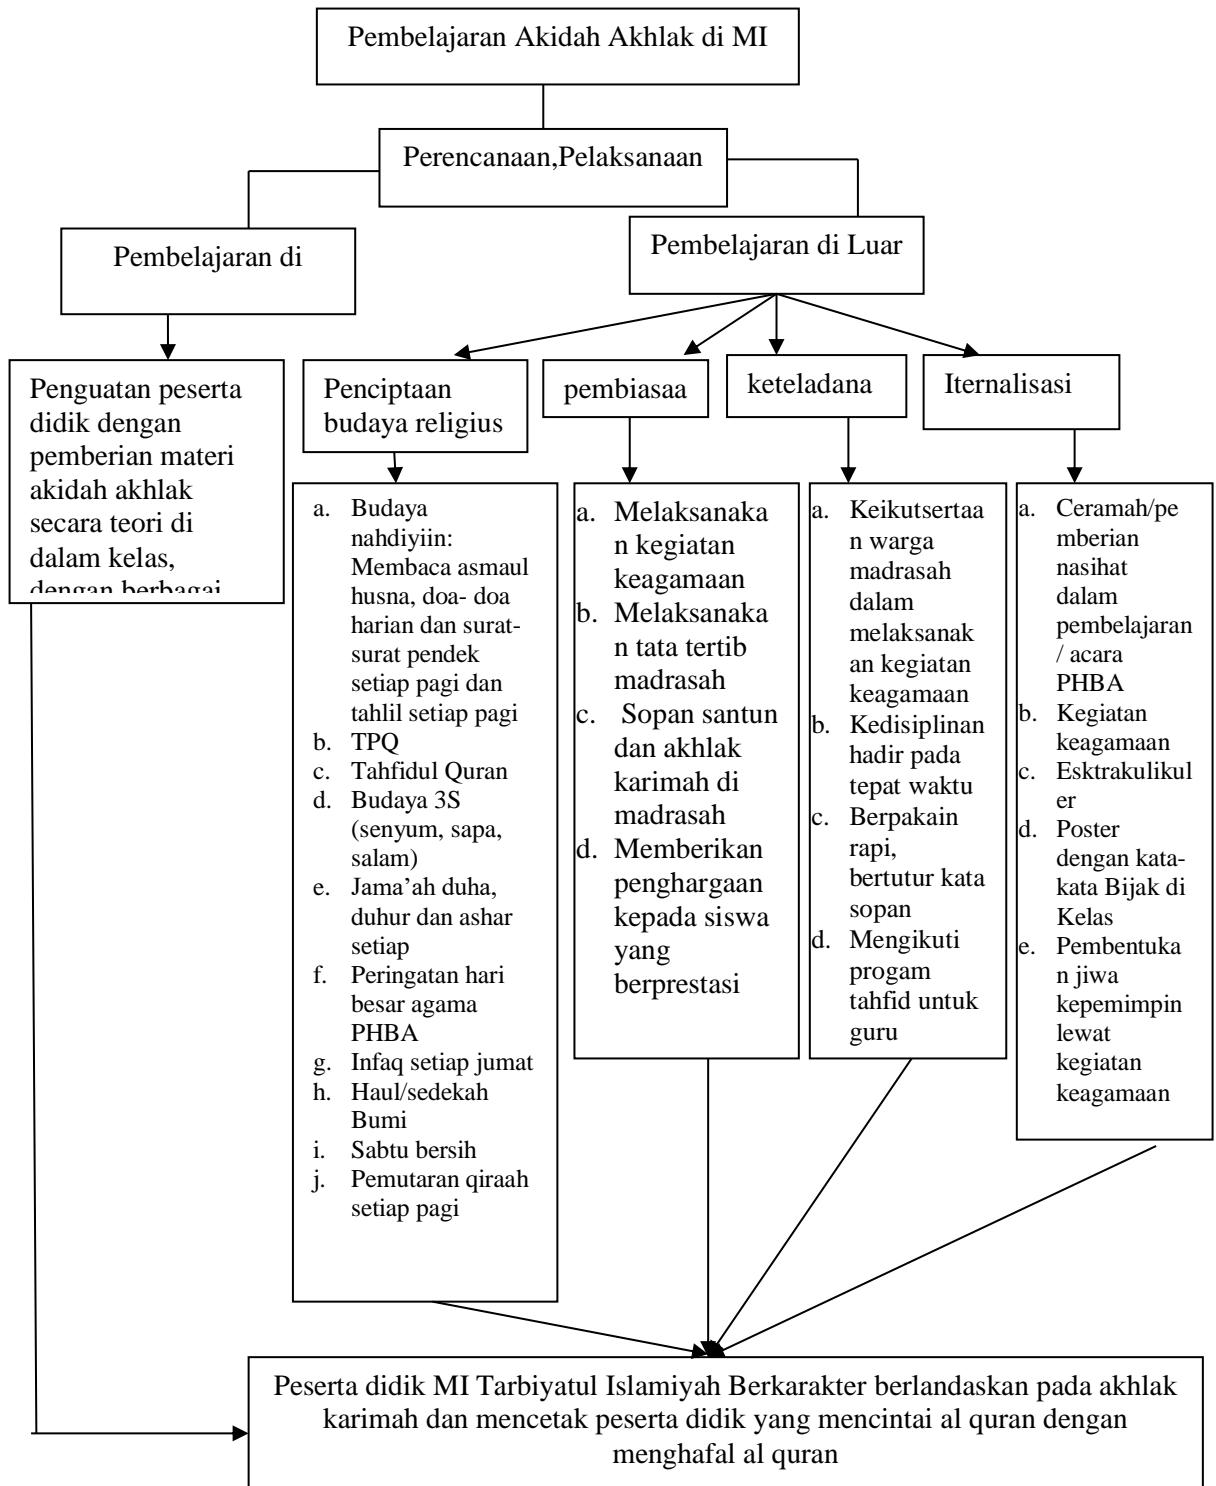 Pembelajaran Akidah Akhlak di MI
Perencanaan,Pelaksanaan
Pembelajaran di
Pembelajaran di Luar
Penguatan peserta
didik dengan
pemberian materi
akidah akhlak
secara teori di
dalam kelas,
dengan berbagai
Penciptaan
budaya religius
pembiasaa
keteladana
Iternalisasi
a. Budaya
nahdiyiin:
Membaca asmaul
husna, doa- doa
harian dan surat-
surat pendek
setiap pagi dan
tahlil setiap pagi
b. TPQ
c. Tahfidul Quran
d. Budaya 3S
(senyum, sapa,
salam)
e. Jama’ah duha,
duhur dan ashar
setiap
f. Peringatan hari
besar agama
PHBA
g. Infaq setiap jumat
h. Haul/sedekah
Bumi
i. Sabtu bersih
j. Pemutaran qiraah
setiap pagi
a. Melaksanaka
n kegiatan
keagamaan
b. Melaksanaka
n tata tertib
madrasah
c. Sopan santun
dan akhlak
karimah di
madrasah
d. Memberikan
penghargaan
kepada siswa
yang
berprestasi
a. Keikutsertaa
n warga
madrasah
dalam
melaksanak
an kegiatan
keagamaan
b. Kedisiplinan
hadir pada
tepat waktu
c. Berpakain
rapi,
bertutur kata
sopan
d. Mengikuti
progam
tahfid untuk
guru
a. Ceramah/pe
mberian
nasihat
dalam
pembelajaran
/ acara
PHBA
b. Kegiatan
keagamaan
c. Esktrakulikul
er
d. Poster
dengan kata-
kata Bijak di
Kelas
e. Pembentuka
n jiwa
kepemimpin
lewat
kegiatan
keagamaan
Peserta didik MI Tarbiyatul Islamiyah Berkarakter berlandaskan pada akhlak
karimah dan mencetak peserta didik yang mencintai al quran dengan
menghafal al quran